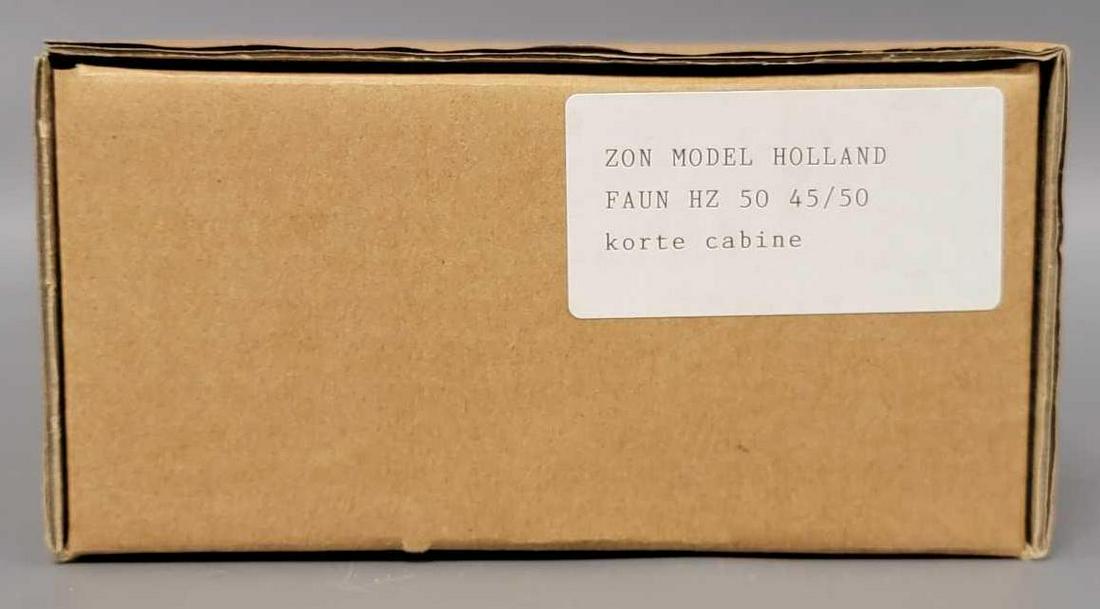 ZON MODEL HOLLAND
FAUN HZ 50 45/50
korte cabine